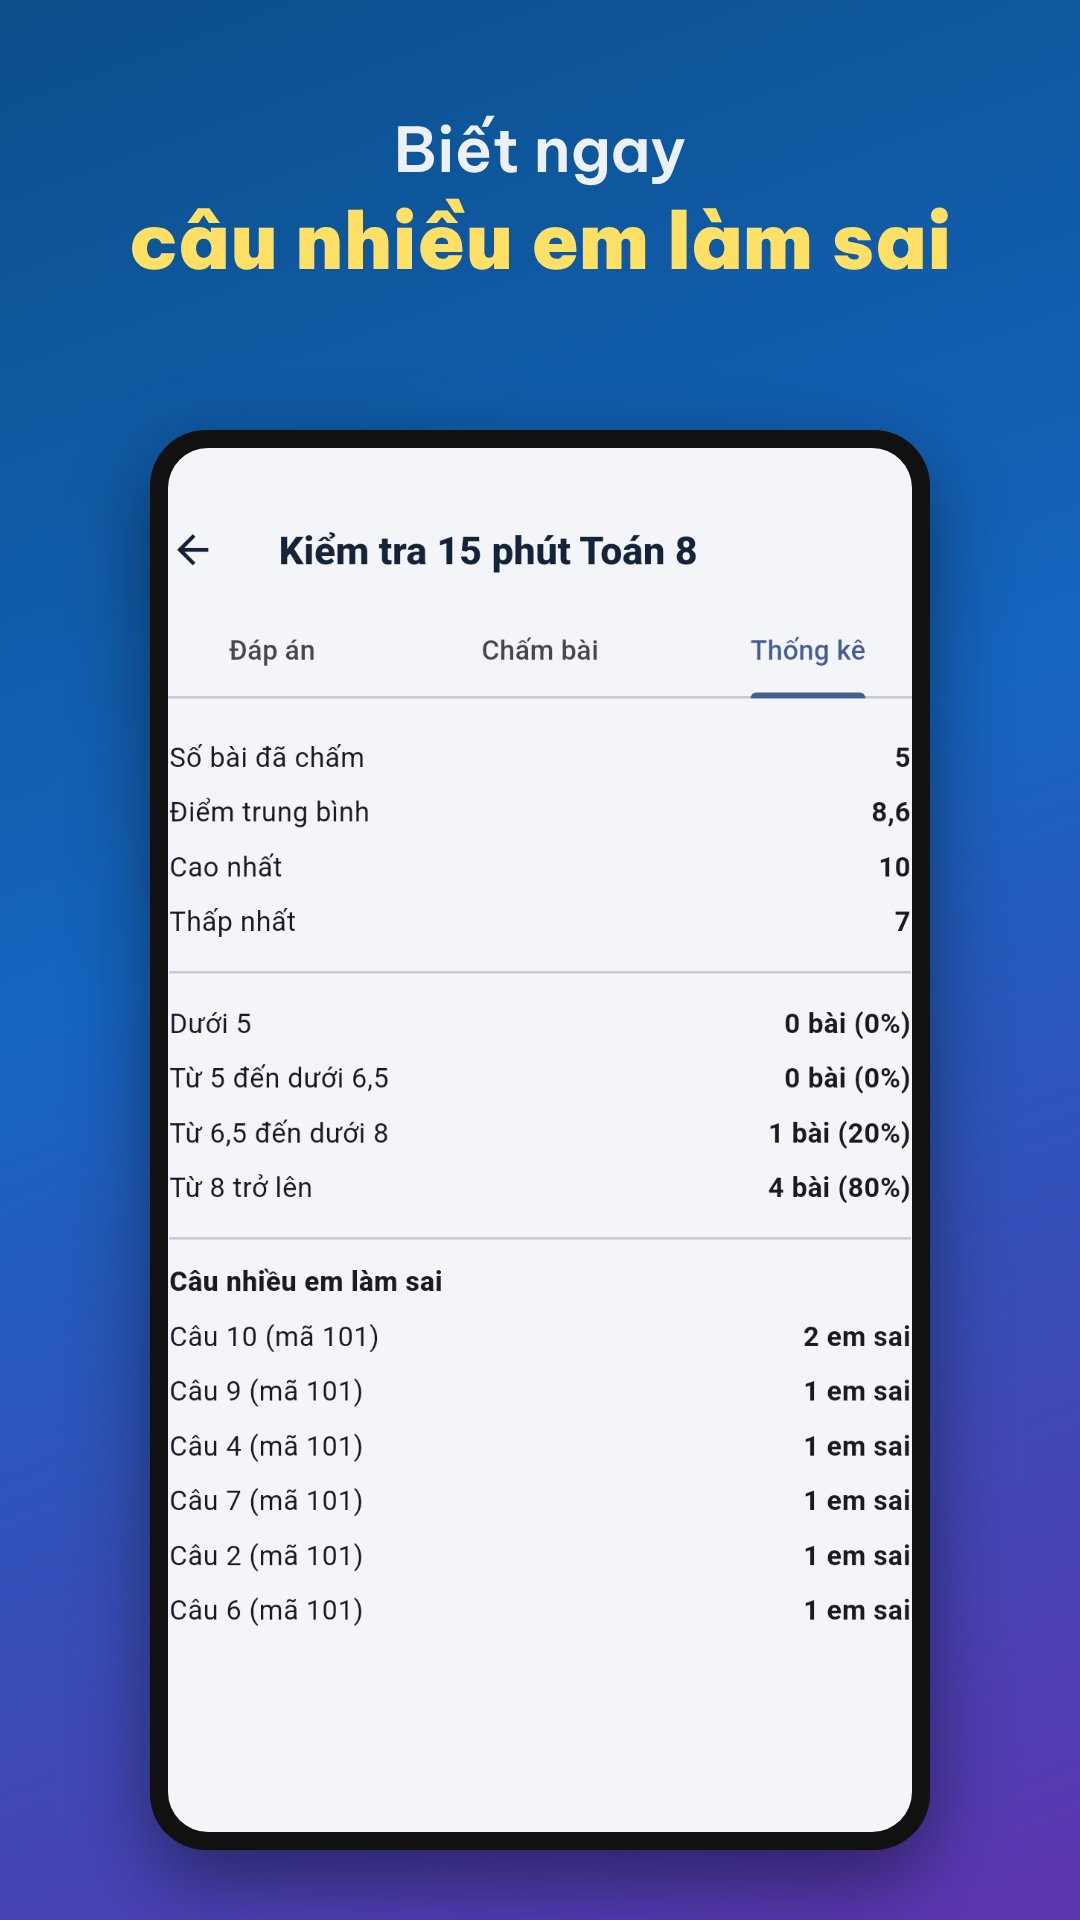 Biết ngay
câu nhiều em làm sai
Kiểm tra 15 phút Toán 8
Đáp án Chấm bài Thống kê
Số bài đã chấm 5
Điểm trung bình 8,6
Cao nhất 10
Thấp nhất 7
Dưới 5 0 bài (0%)
Từ 5 đến dưới 6,5 0 bài (0%)
Từ 6,5 đến dưới 8 1 bài (20%)
Từ 8 trở lên 4 bài (80%)
Câu nhiều em làm sai
Câu 10 (mã 101) 2 em sai
Câu 9 (mã 101) 1 em sai
Câu 4 (mã 101) 1 em sai
Câu 7 (mã 101) 1 em sai
Câu 2 (mã 101) 1 em sai
Câu 6 (mã 101) 1 em sai